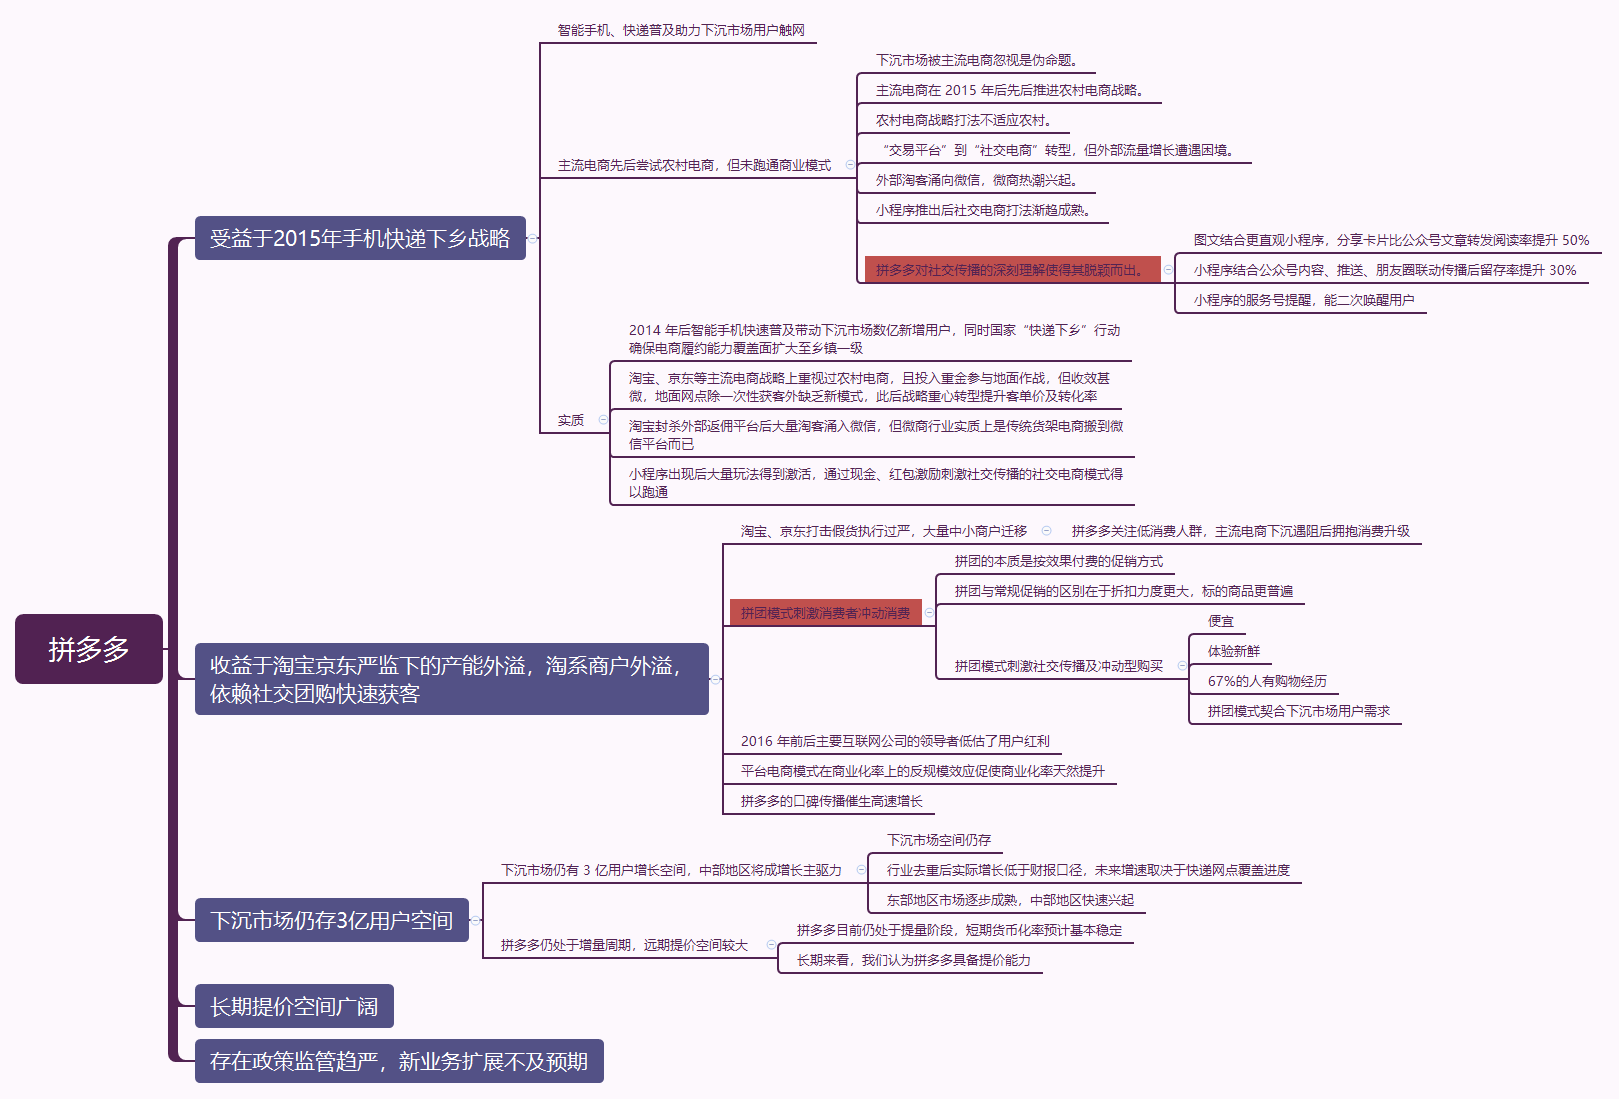 拼多多
受益于2015年手机快递下乡战略
智能手机、快递普及助力下沉市场用户触网
主流电商先后尝试农村电商，但未跑通商业模式
下沉市场被主流电商忽视是伪命题。
主流电商在 2015 年后先后推进农村电商战略。
农村电商战略打法不适应农村。
“交易平台”到“社交电商”转型，但外部流量增长遭遇困境。
外部淘客涌向微信，微商热潮兴起。
小程序推出后社交电商打法渐趋成熟。
拼多多对社交传播的深刻理解使得其脱颖而出。
图文结合更直观小程序，分享卡片比公众号文章转发阅读率提升 50%
小程序结合公众号内容、推送、朋友圈联动传播后留存率提升 30%
小程序的服务号提醒，能二次唤醒用户
实质
2014 年后智能手机快速普及带动下沉市场数亿新增用户，同时国家“快递下乡”行动
确保电商履约能力覆盖面扩大至乡镇一级
淘宝、京东等主流电商战略上重视过农村电商，且投入重金参与地面作战，但收效甚
微，地面网点除一次性获客外缺乏新模式，此后战略重心转型提升客单价及转化率
淘宝封杀外部返佣平台后大量淘客涌入微信，但微商行业实质上是传统货架电商搬到微
信平台而已
小程序出现后大量玩法得到激活，通过现金、红包激励刺激社交传播的社交电商模式得
以跑通
收益于淘宝京东严监下的产能外溢，淘系商户外溢，
依赖社交团购快速获客
淘宝、京东打击假货执行过严，大量中小商户迁移
拼多多关注低消费人群，主流电商下沉遇阻后拥抱消费升级
拼团模式刺激消费者冲动消费
拼团的本质是按效果付费的促销方式
拼团与常规促销的区别在于折扣力度更大，标的商品更普遍
拼团模式刺激社交传播及冲动型购买
便宜
体验新鲜
67%的人有购物经历
拼团模式契合下沉市场用户需求
2016 年前后主要互联网公司的领导者低估了用户红利
平台电商模式在商业化率上的反规模效应促使商业化率天然提升
拼多多的口碑传播催生高速增长
下沉市场仍存3亿用户空间
下沉市场仍有 3 亿用户增长空间，中部地区将成增长主驱力
下沉市场空间仍存
行业去重后实际增长低于财报口径，未来增速取决于快递网点覆盖进度
东部地区市场逐步成熟，中部地区快速兴起
拼多多仍处于增量周期，远期提价空间较大
拼多多目前仍处于提量阶段，短期货币化率预计基本稳定
长期来看，我们认为拼多多具备提价能力
长期提价空间广阔
存在政策监管趋严，新业务扩展不及预期